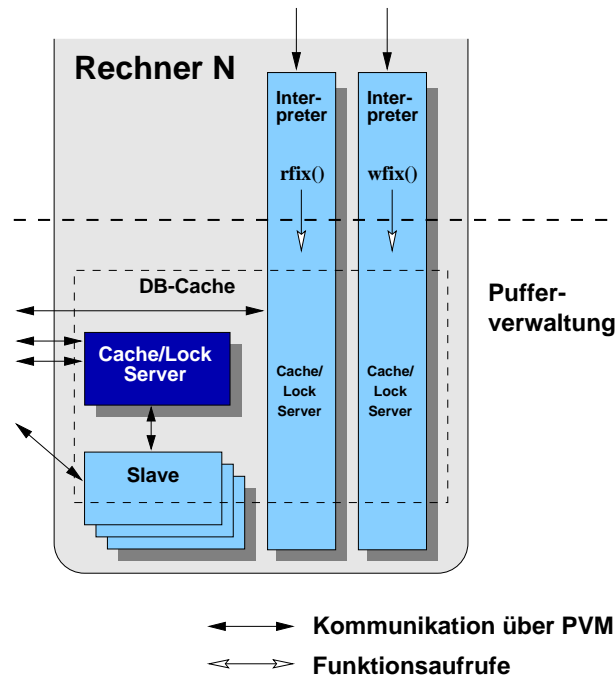 Rechner N
Inter-
preter
Inter-
preter
rfix()
wfix()
DB-Cache
Puffer-
verwaltung
Cache/Lock
Server
Cache/
Lock
Server
Cache/
Lock
Server
Slave
Kommunikation über PVM
Funktionsaufrufe